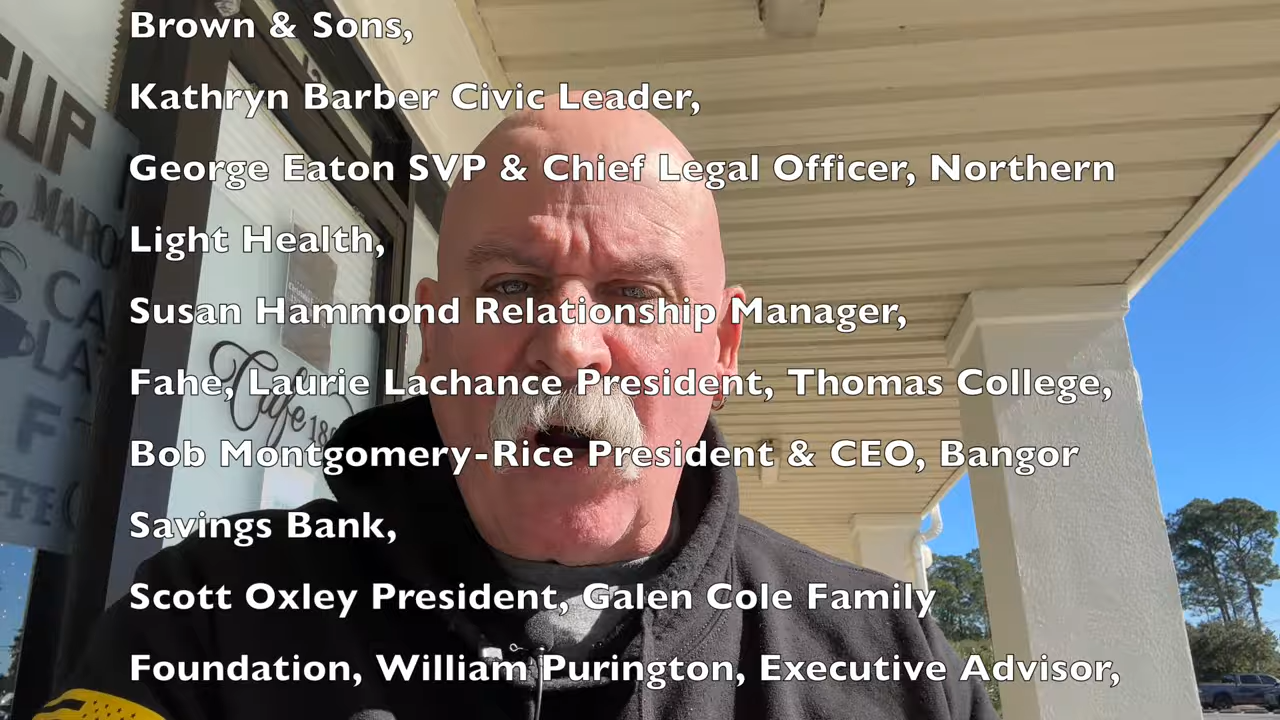 Brown & Sons,
Kathryn Barber Civic Leader,
George Eaton SVP & Chief Legal Officer, Northern
Light Health,
Susan Hammond Relationship Manager,
Fahe, Laurie Lachance President, Thomas College,
Bob Montgomery-Rice President & CEO, Bangor
Savings Bank,
Scott Oxley President, Galen Cole Family
Foundation, William Purington, Executive Advisor,
Cafe